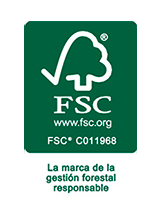 FSC
www.fsc.org
FSC® C011968
La marca de la
gestión forestal
responsable